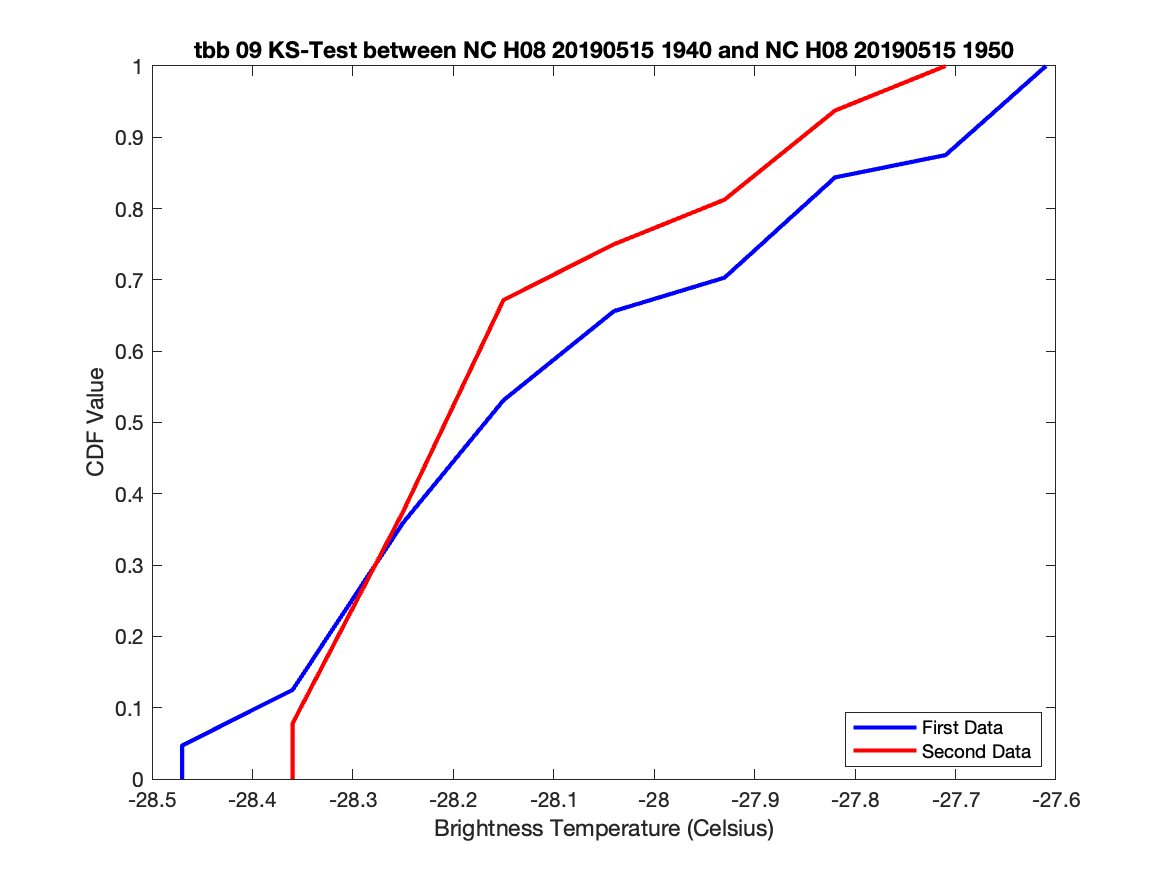 tbb 09 KS-Test between NC H08 20190515 1940 and NC H08 20190515 1950
1
0.9
0.8
0.7
0.6
0.5
0.4
0.3
0.2
0.1
0
CDF Value
First Data
Second Data
-28.5 -28.4 -28.3 -28.2 -28.1 -28 -27.9 -27.8 -27.7 -27.6
Brightness Temperature (Celsius)